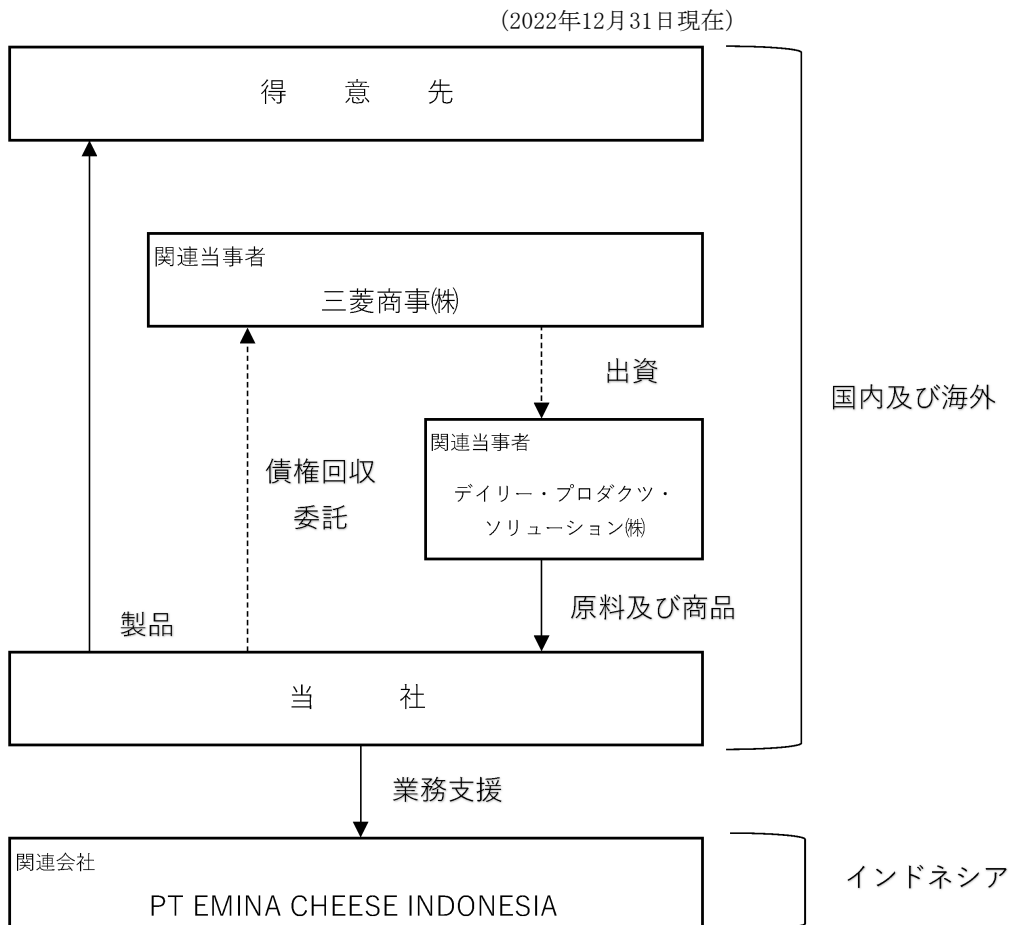 (2022年12月31日現在)
得意先
関連当事者
三菱商事㈱
出資
国内及び海外
関連当事者
債権回収
委託
デイリー・プロダクツ・
ソリューション㈱
原料及び商品
製品
当社
業務支援
関連会社
インドネシア
PT EMINA CHEESE INDONESIA